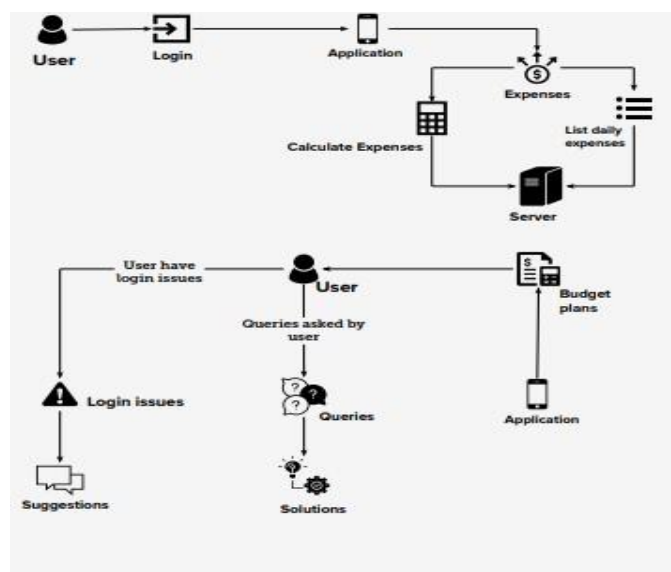 User
Login
Application
Expenses
Calculate Expenses
List daily
expenses
Server
User have
login issues
User
Budget
plans
Queries asked by
user
Login issues
Queries
Application
Suggestions
Solutions